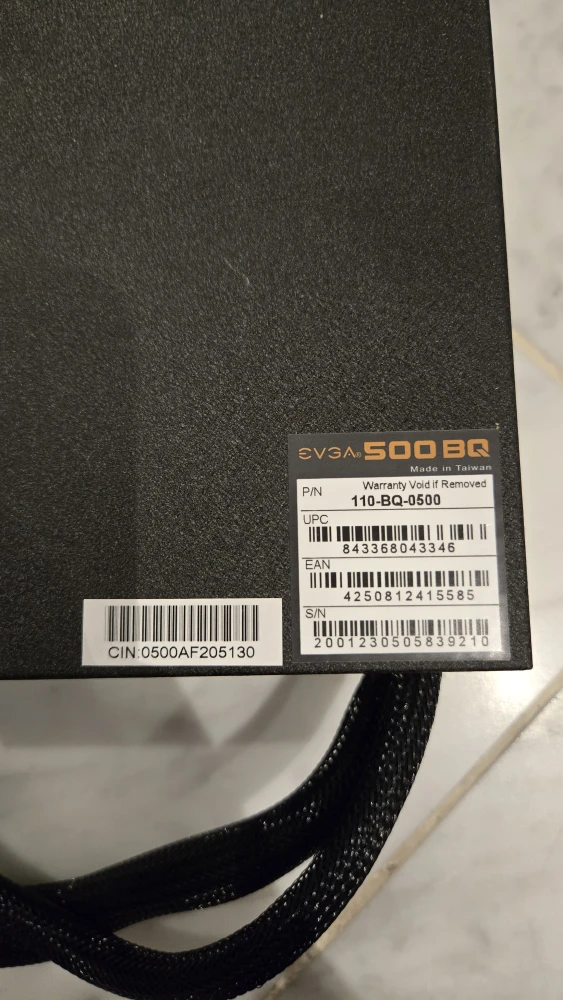 EVGA® 500 BQ
Made in Taiwan
Warranty Void if Removed
P/N
110-BQ-0500
UPC
843368043346
EAN
4250812415585
S/N
2001230505839210
CIN:0500AF205130